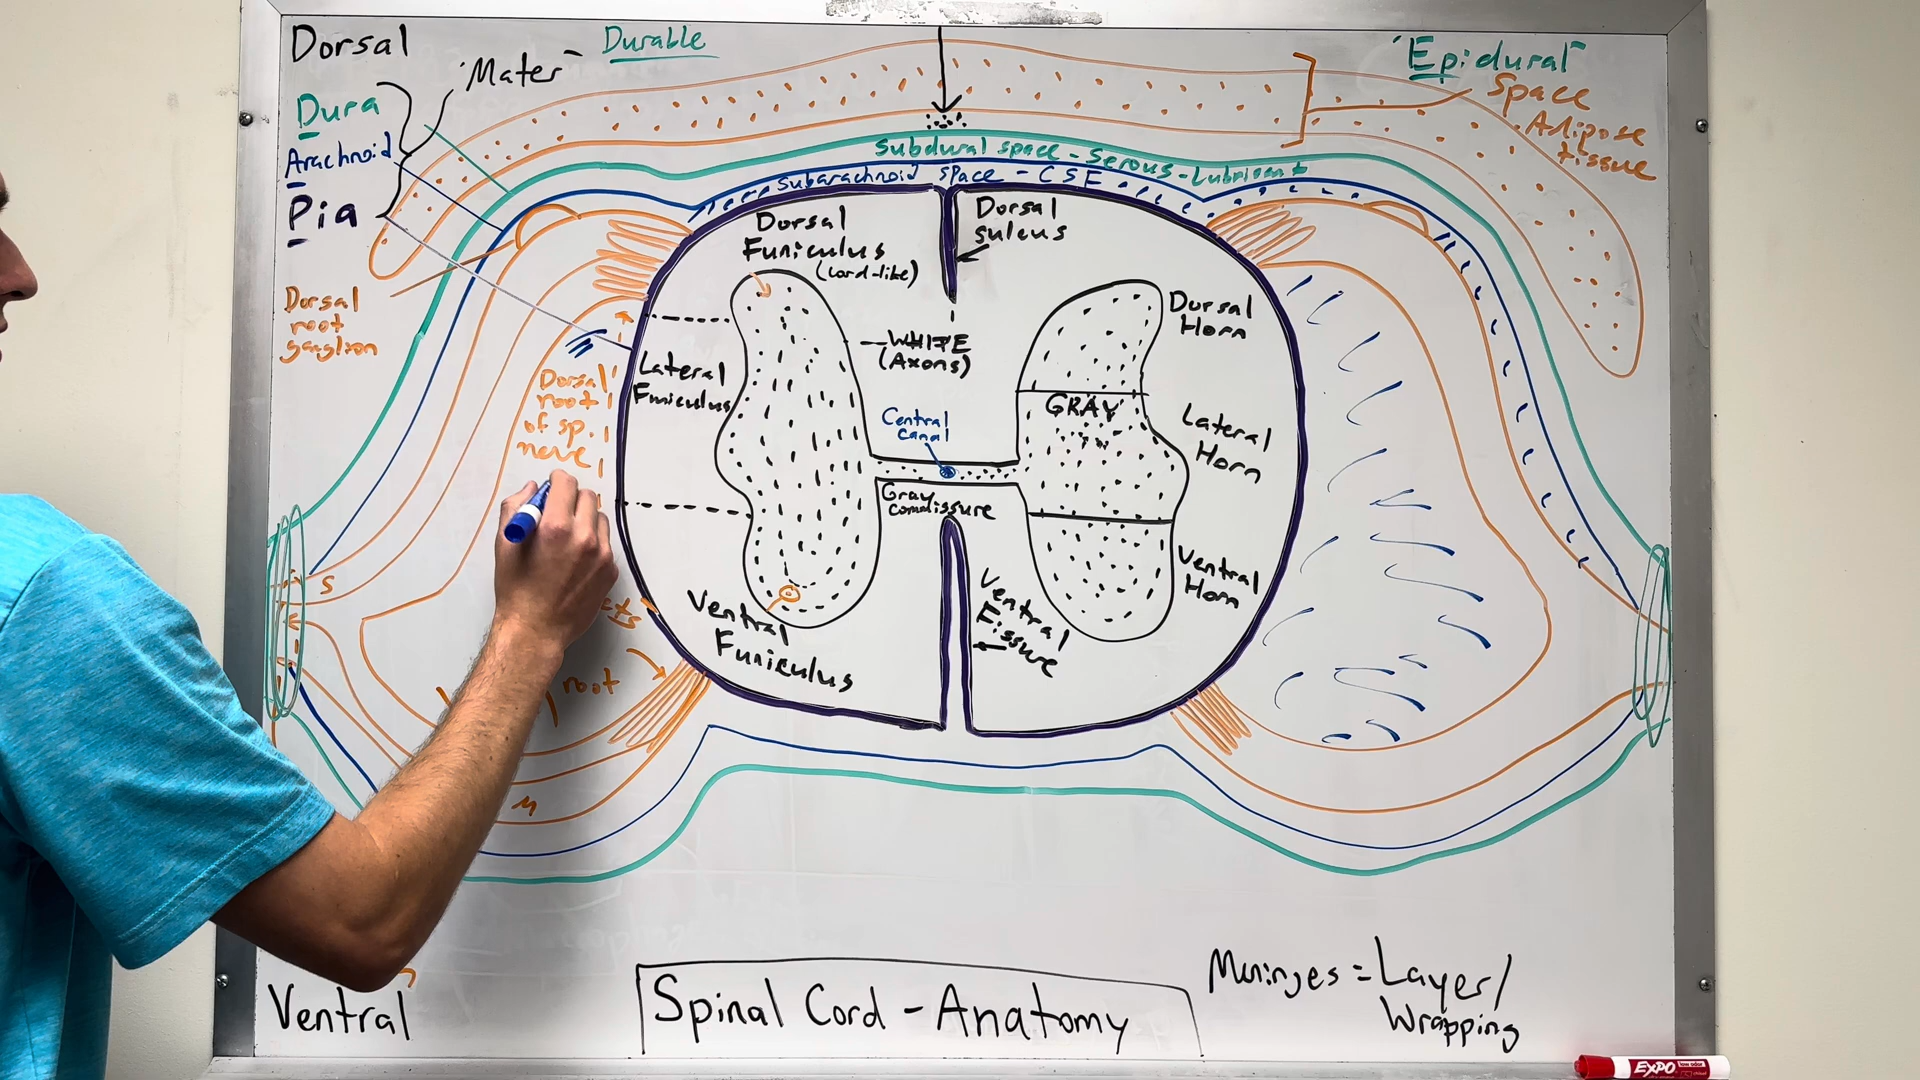 Dorsal
"Mater"
Durable
Dura
Arachnoid
Pia
"Epidural"
Space
Adipose
tissue
Subdural space - Serous - Lubricant
Subarachnoid space - CSF
Dorsal
root
ganglion
Dorsal
Funiculus
(cord-like)
Dorsal
sulcus
WHITE
(Axons)
Lateral
Funiculus
Dorsal
root
of sp.
nerve
Central
canal
Gray
commissure
GRAY
Dorsal
Horn
Lateral
Horn
Ventral
Horn
Ventral
Fissure
Ventral
Funiculus
S
root
M
Ventral
Spinal Cord - Anatomy
Meninges = Layer/
Wrapping
EXPO